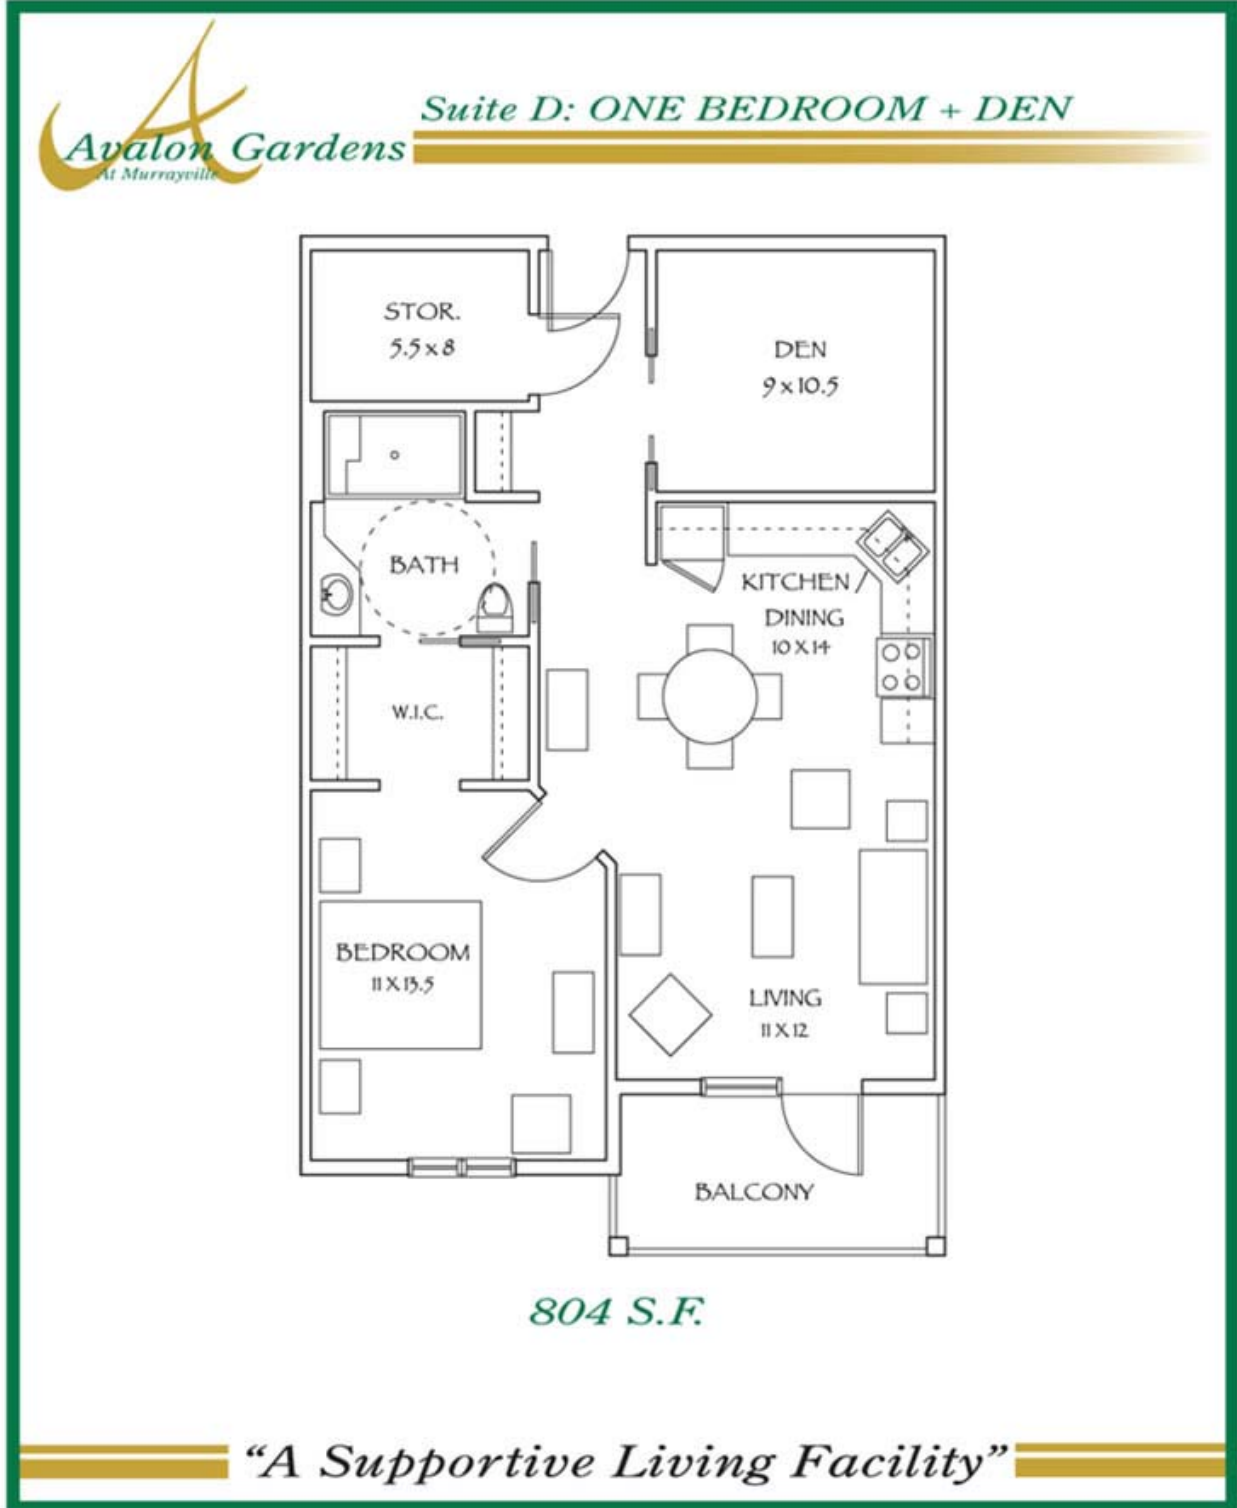 Suite D: ONE BEDROOM + DEN
Avalon Gardens
At Murrayville
STOR.
5.5 x 8
DEN
9 x 10.5
BATH
KITCHEN
DINING
10 X 14
W.I.C.
BEDROOM
11 X 13.5
LIVING
11 X 12
BALCONY
804 S.F.
“A Supportive Living Facility”